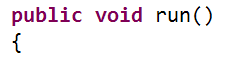 public void run()
{